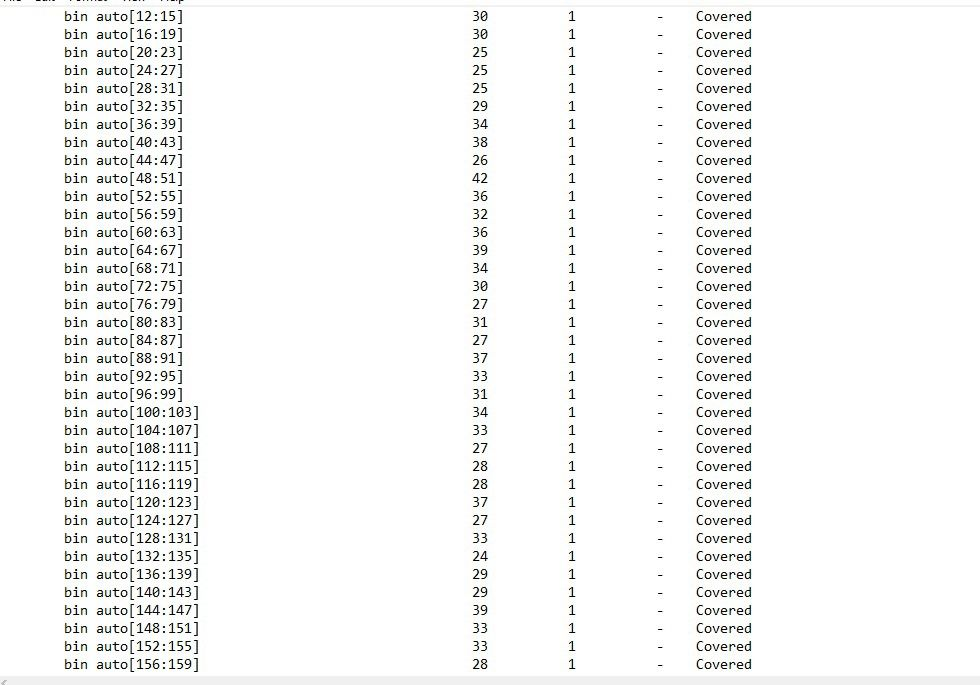 bin auto[12:15] 30 1 - Covered
bin auto[16:19] 30 1 - Covered
bin auto[20:23] 25 1 - Covered
bin auto[24:27] 25 1 - Covered
bin auto[28:31] 25 1 - Covered
bin auto[32:35] 29 1 - Covered
bin auto[36:39] 34 1 - Covered
bin auto[40:43] 38 1 - Covered
bin auto[44:47] 26 1 - Covered
bin auto[48:51] 42 1 - Covered
bin auto[52:55] 36 1 - Covered
bin auto[56:59] 32 1 - Covered
bin auto[60:63] 36 1 - Covered
bin auto[64:67] 39 1 - Covered
bin auto[68:71] 34 1 - Covered
bin auto[72:75] 30 1 - Covered
bin auto[76:79] 27 1 - Covered
bin auto[80:83] 31 1 - Covered
bin auto[84:87] 27 1 - Covered
bin auto[88:91] 37 1 - Covered
bin auto[92:95] 33 1 - Covered
bin auto[96:99] 31 1 - Covered
bin auto[100:103] 34 1 - Covered
bin auto[104:107] 33 1 - Covered
bin auto[108:111] 27 1 - Covered
bin auto[112:115] 28 1 - Covered
bin auto[116:119] 28 1 - Covered
bin auto[120:123] 37 1 - Covered
bin auto[124:127] 27 1 - Covered
bin auto[128:131] 33 1 - Covered
bin auto[132:135] 24 1 - Covered
bin auto[136:139] 29 1 - Covered
bin auto[140:143] 29 1 - Covered
bin auto[144:147] 39 1 - Covered
bin auto[148:151] 33 1 - Covered
bin auto[152:155] 33 1 - Covered
bin auto[156:159] 28 1 - Covered